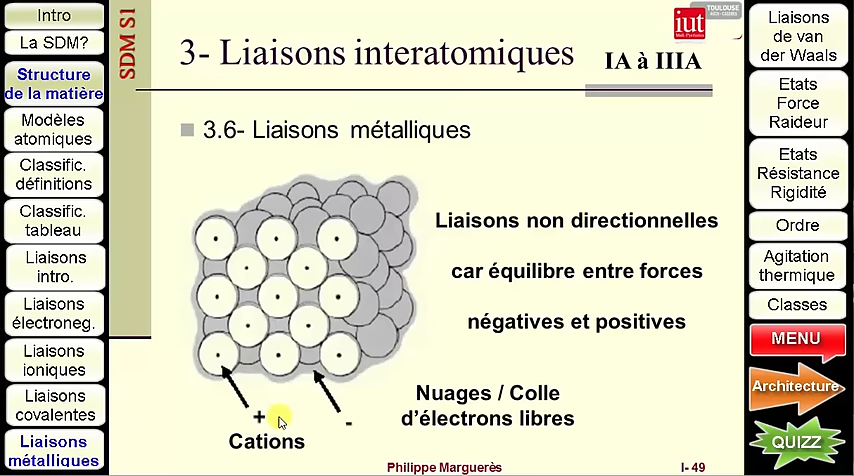 Intro
La SDM?
Structure
de la matière
Modèles
atomiques
Classific.
définitions
Classific.
tableau
Liaisons
intro.
Liaisons
électroneg.
Liaisons
ioniques
Liaisons
covalentes
Liaisons
métalliques
SDM S1
3- Liaisons interatomiques
IA à IIIA
iut
TOULOUSE
3.6- Liaisons métalliques
Liaisons non directionnelles
car équilibre entre forces
négatives et positives
Nuages / Colle
d'électrons libres
+
-
Cations
Philippe Marguerès
I- 49
Liaisons
de van
der Waals
Etats
Force
Raideur
Etats
Résistance
Rigidité
Ordre
Agitation
thermique
Classes
MENU
Architecture
QUIZZ